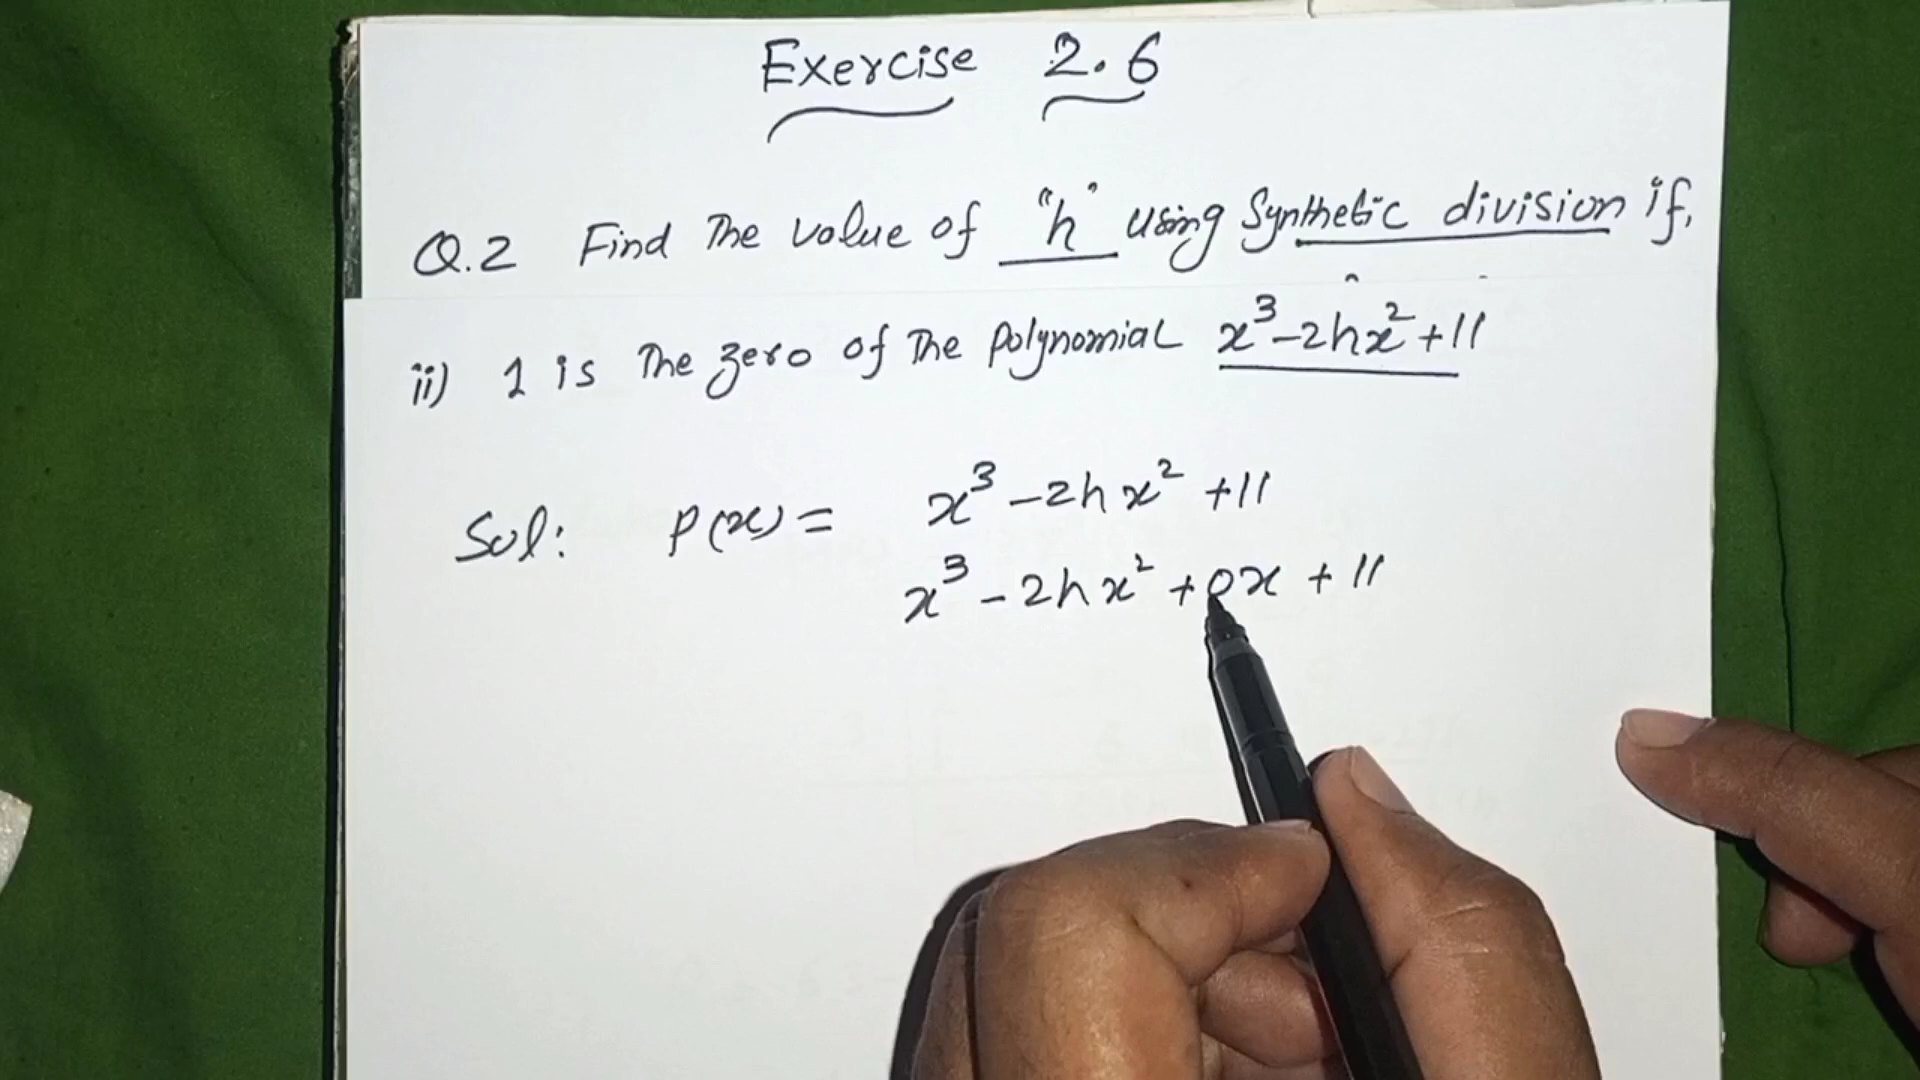 Exercise 2.6
Q.2 Find The value of "h" using Synthetic division if,
ii) 1 is The zero of The Polynomial x³-2hx²+11
Sol: P(x) = x³-2hx²+11
x³-2hx²+0x+11